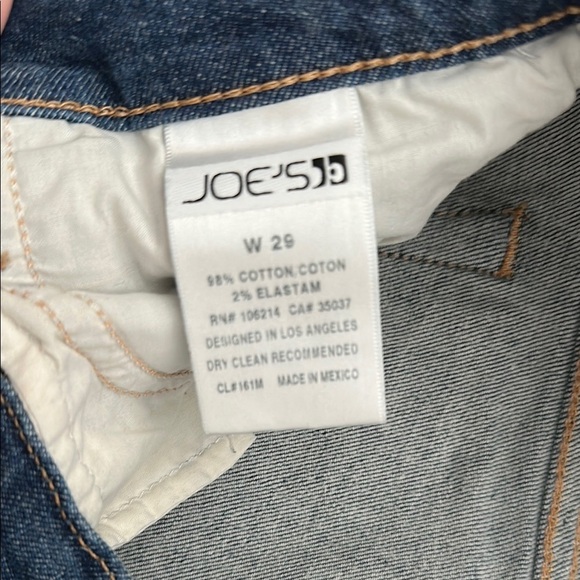 JOE'S
W 29
98% COTTON, COTON
2% ELASTAM
RN# 106214 CA# 35037
DESIGNED IN LOS ANGELES
DRY CLEAN RECOMMENDED
CL#161M MADE IN MEXICO